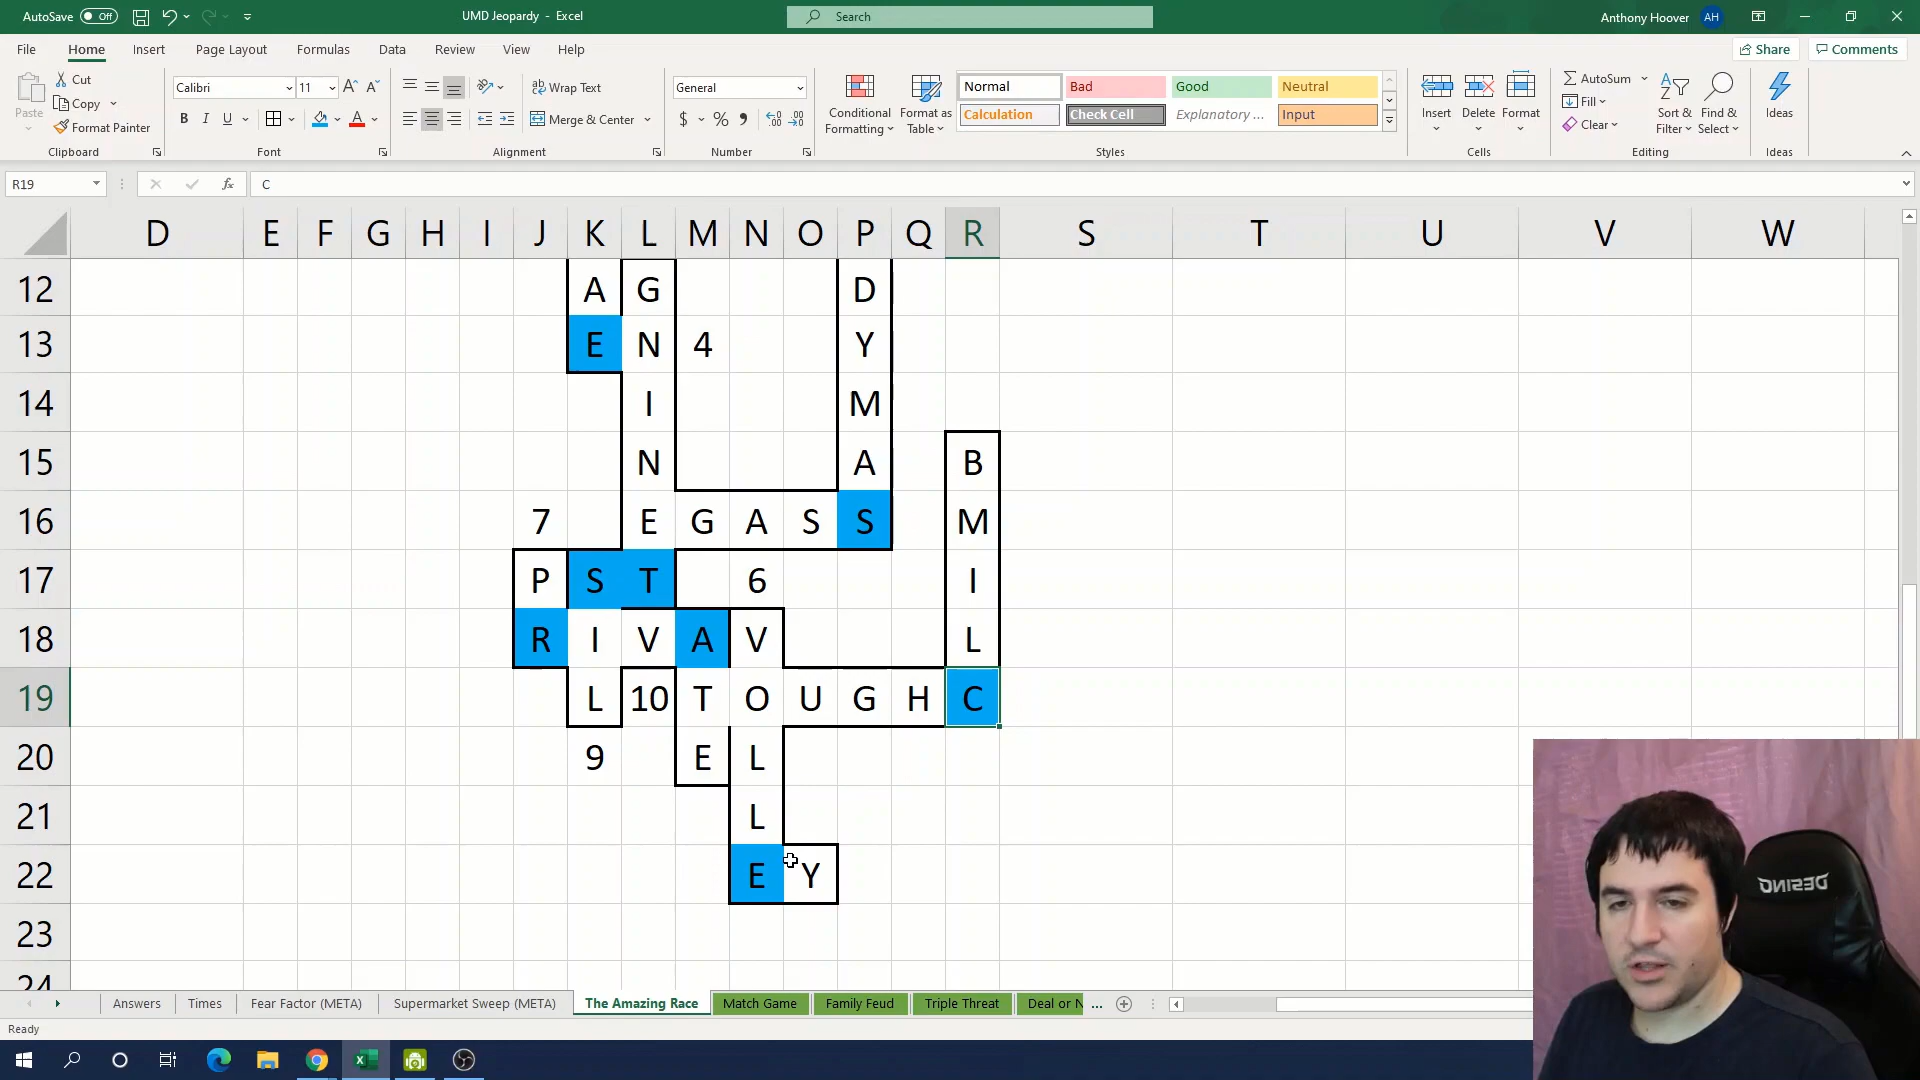 AutoSave Off
UMD Jeopardy - Excel
Search
Anthony Hoover AH
File Home Insert Page Layout Formulas Data Review View Help
Share Comments
Paste
Cut
Copy
Format Painter
Clipboard
Calibri 11
B I U
Font
Wrap Text
Merge & Center
Alignment
General
$ % 9
Number
Conditional Formatting
Format as Table
Normal Bad Good Neutral
Calculation Check Cell Explanatory ... Input
Styles
Insert Delete Format
Cells
AutoSum
Fill
Clear
Sort & Filter
Find & Select
Editing
Ideas
Ideas
R19 fx C
D E F G H I J K L M N O P Q R S T U V W
12 A G D
13 E N 4 Y
14 I M
15 N A B
16 7 E G A S S M
17 P S T 6 I
18 R I V A V L
19 L 10 T O U G H C
20 9 E L
21 L
22 E Y
23
24
Answers Times Fear Factor (META) Supermarket Sweep (META) The Amazing Race Match Game Family Feud Triple Threat Deal or N ...
Ready
DESINO